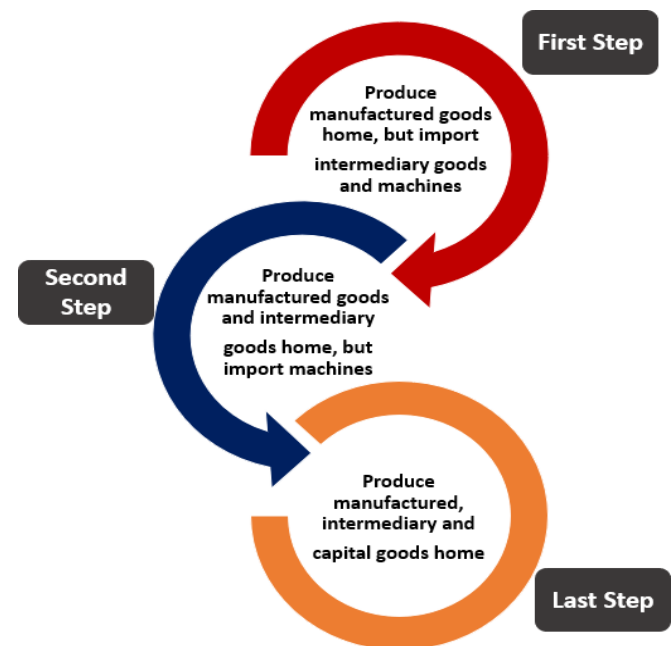 First Step
Produce
manufactured goods
home, but import
intermediary goods
and machines
Second
Step
Produce
manufactured goods
and intermediary
goods home, but
import machines
Produce
manufactured,
intermediary and
capital goods home
Last Step